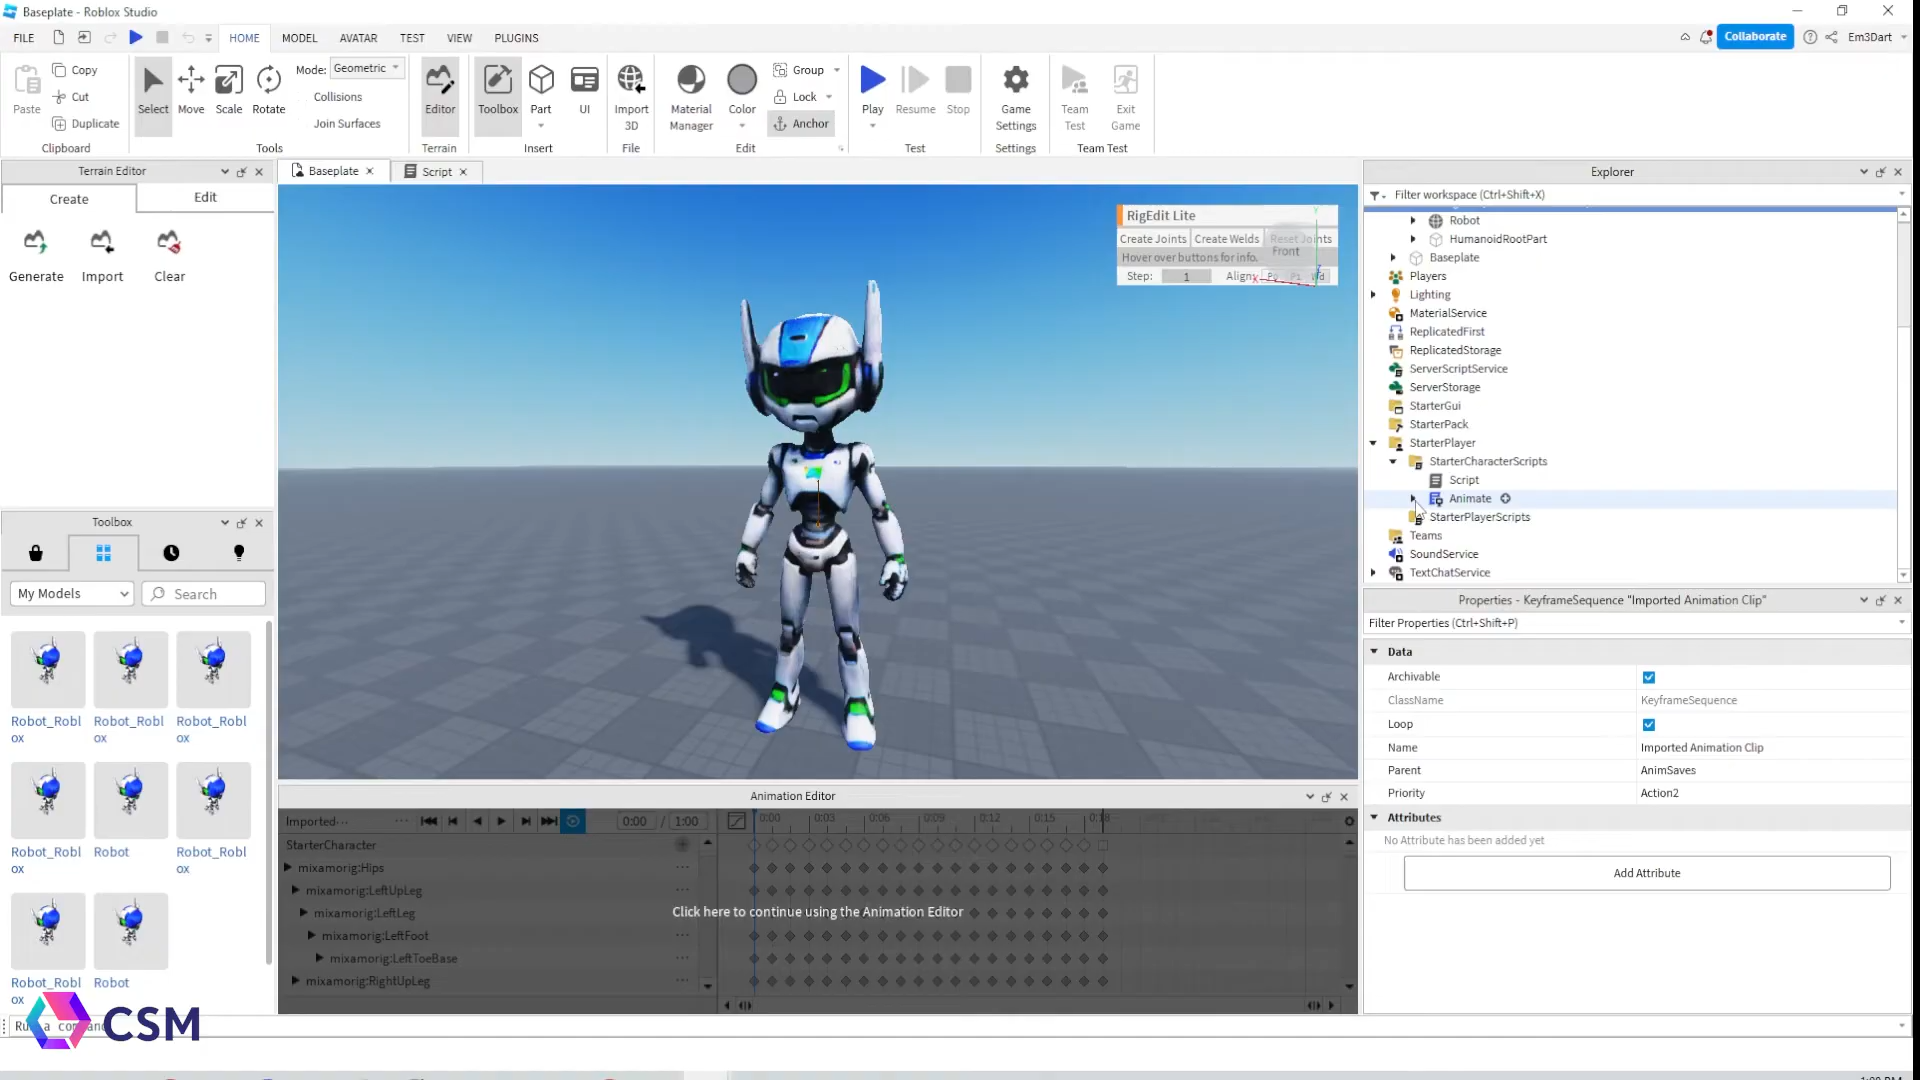 Baseplate - Roblox Studio
FILE
HOME
MODEL
AVATAR
TEST
VIEW
PLUGINS
Collaborate
Em3Dart
Paste
Copy
Cut
Duplicate
Clipboard
Select
Move
Scale
Rotate
Mode: Geometric
Collisions
Join Surfaces
Tools
Editor
Terrain
Toolbox
Part
UI
Insert
Import
3D
File
Material
Manager
Color
Group
Lock
Anchor
Edit
Play
Resume
Stop
Test
Game
Settings
Settings
Team
Test
Exit
Game
Team Test
Terrain Editor
Create
Edit
Generate
Import
Clear
Toolbox
My Models
Search
Robot_Robl
ox
Robot_Robl
ox
Robot_Robl
ox
Robot_Robl
ox
Robot
Robot_Robl
ox
Robot_Robl
ox
Robot
CSM
Baseplate
Script
RigEdit Lite
Create Joints
Create Welds
Reset Joints
Hover over buttons for info.
Front
Step: 1
Align:
Animation Editor
Imported...
0:00 / 1:00
0:00
0:03
0:06
0:09
0:12
0:15
0:18
StarterCharacter
mixamorig:Hips
mixamorig:LeftUpLeg
mixamorig:LeftLeg
mixamorig:LeftFoot
mixamorig:LeftToeBase
mixamorig:RightUpLeg
Click here to continue using the Animation Editor
Explorer
Filter workspace (Ctrl+Shift+X)
Robot
HumanoidRootPart
Baseplate
Players
Lighting
MaterialService
ReplicatedFirst
ReplicatedStorage
ServerScriptService
ServerStorage
StarterGui
StarterPack
StarterPlayer
StarterCharacterScripts
Script
Animate
StarterPlayerScripts
Teams
SoundService
TextChatService
Properties - KeyframeSequence "Imported Animation Clip"
Filter Properties (Ctrl+Shift+P)
Data
Archivable
ClassName KeyframeSequence
Loop
Name Imported Animation Clip
Parent AnimSaves
Priority Action2
Attributes
No Attribute has been added yet
Add Attribute